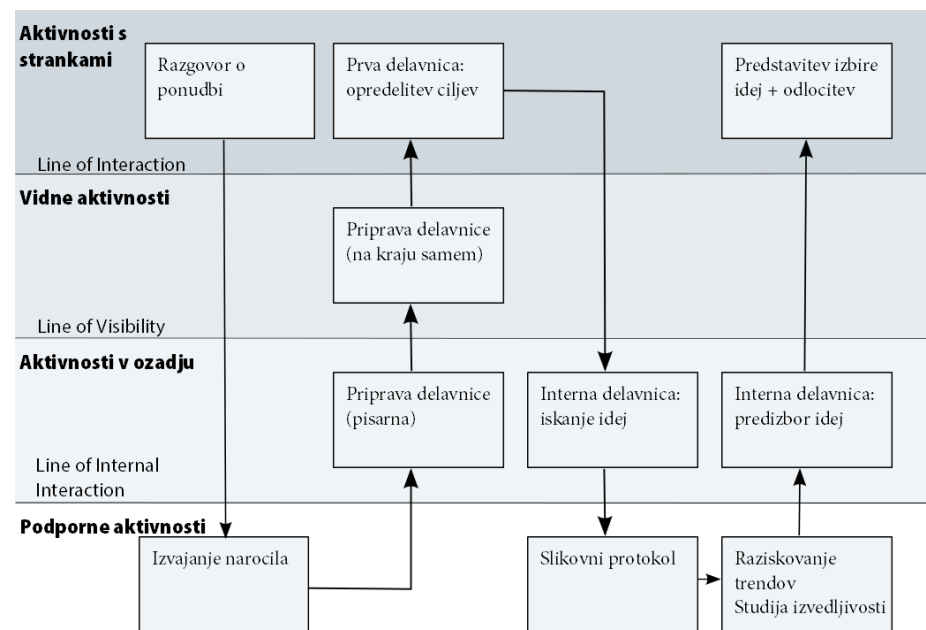 Aktivnosti s
strankami
Razgovor o
ponudbi
Prva delavnica:
opredelitev ciljev
Predstavitev izbire
idej + odlocitev
Line of Interaction
Vidne aktivnosti
Priprava delavnice
(na kraju samem)
Line of Visibility
Aktivnosti v ozadju
Priprava delavnice
(pisarna)
Interna delavnica:
iskanje idej
Interna delavnica:
predizbor idej
Line of Internal
Interaction
Podporne aktivnosti
Izvajanje narocila
Slikovni protokol
Raziskovanje
trendov
Studija izvedljivosti